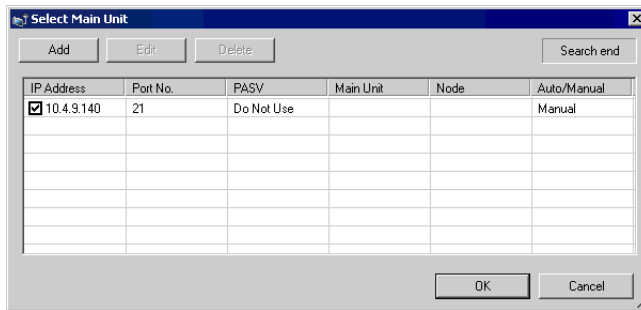 Select Main Unit
Add Edit Delete Search end
IP Address Port No. PASV Main Unit Node Auto/Manual
10.4.9.140 21 Do Not Use Manual
OK Cancel